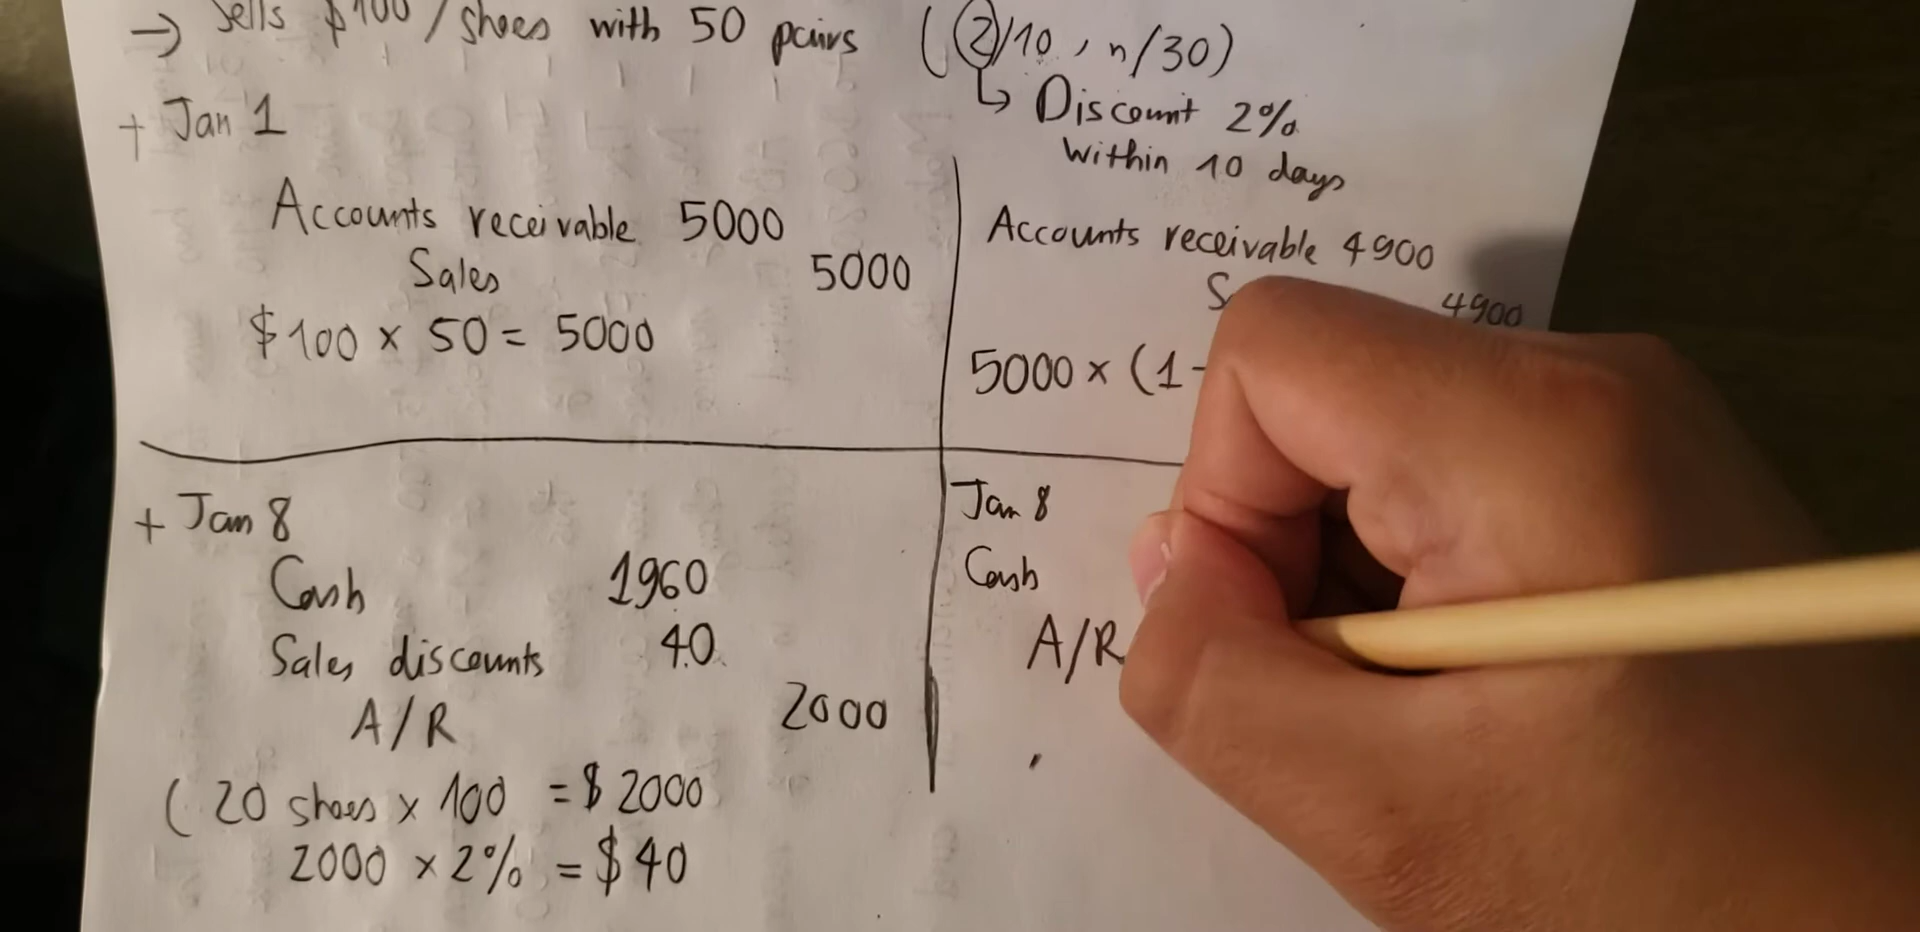 → Sells $100/shoes with 50 pairs (2/10, n/30)
↳ Discount 2%
within 10 days
+ Jan 1
Accounts receivable 5000
Sales 5000
$100 × 50 = 5000
Accounts receivable 4900
4900
5000 × (1-
+ Jan 8
Cash 1960
Sales discounts 40
A/R 2000
(20 shoes × 100 = $2000
2000 × 2% = $40
Jan 8
Cash
A/R